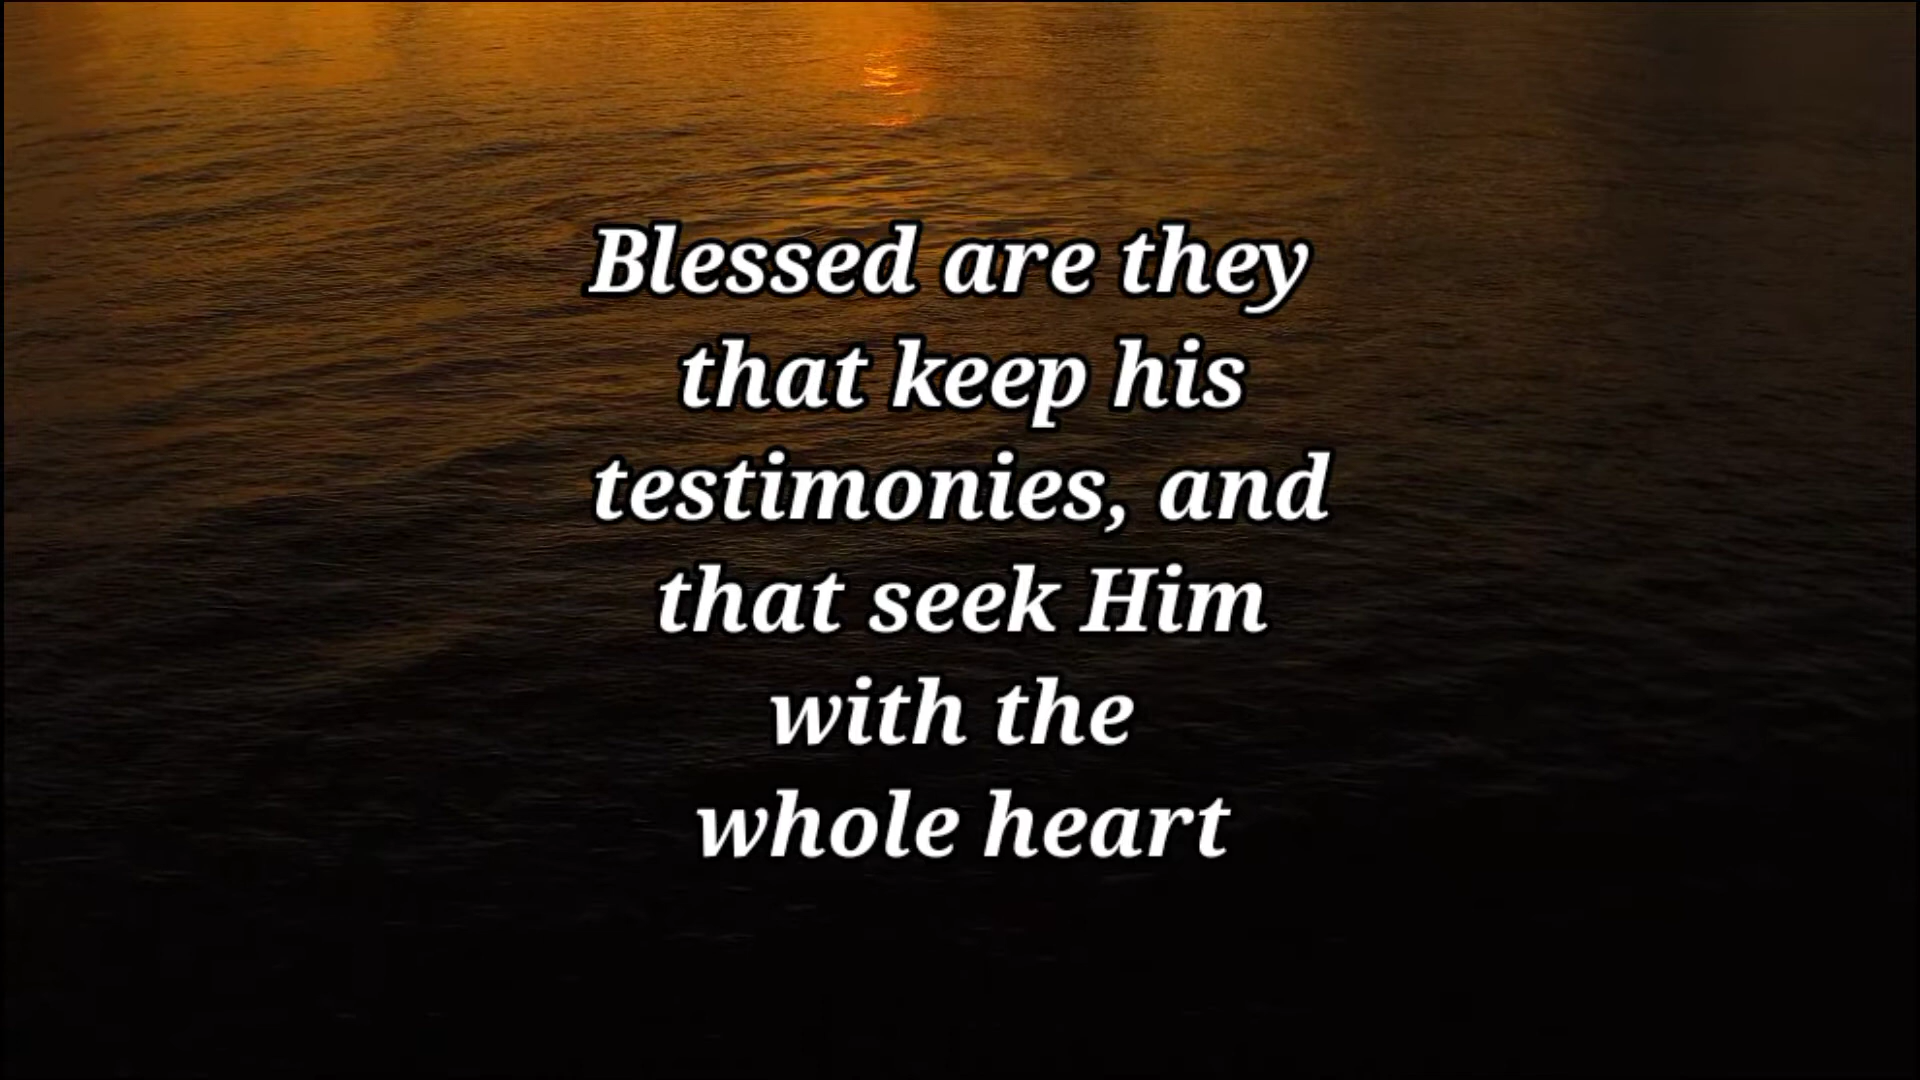 Blessed are they
that keep his
testimonies, and
that seek Him
with the
whole heart